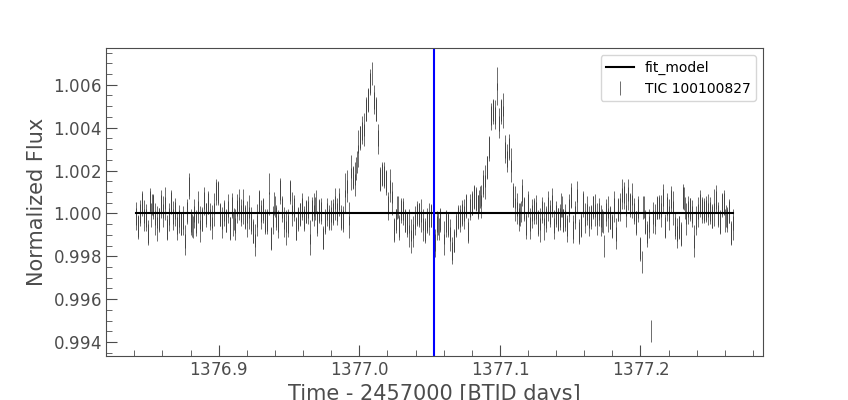 fit_model
TIC 100100827
1.006
1.004
1.002
1.000
0.998
0.996
0.994
Normalized Flux
1376.9 1377.0 1377.1 1377.2
Time - 2457000 [BTJD days]